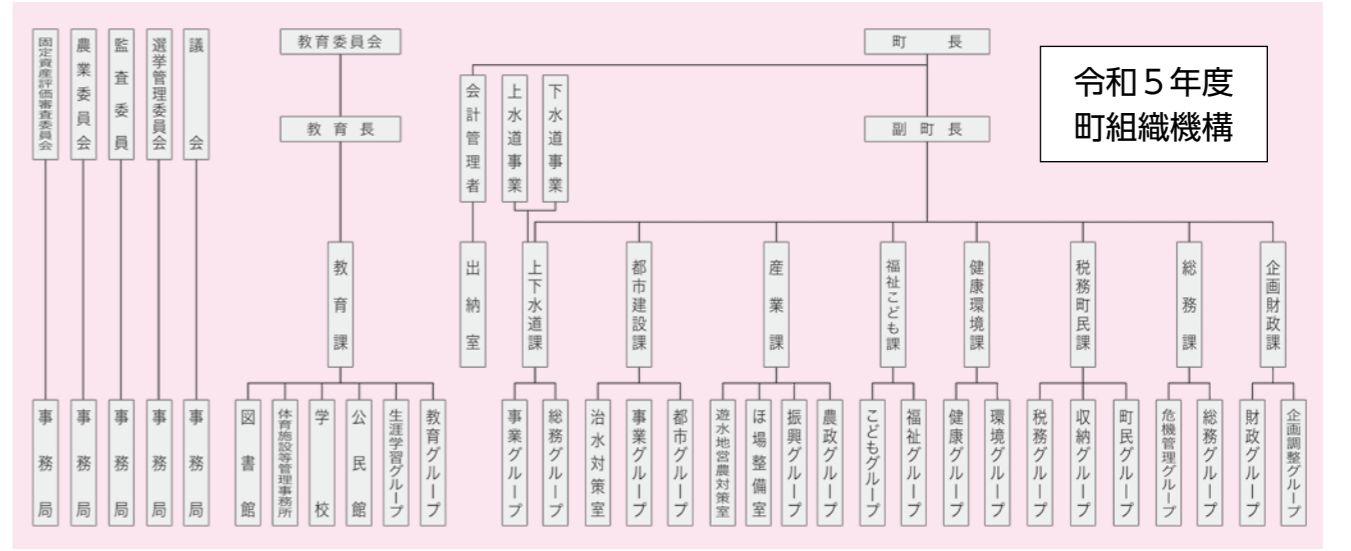 令和５年度
町組織機構
町長
副町長
企画財政課
企画調整グループ
財政グループ
総務課
総務グループ
危機管理グループ
税務町民課
町民グループ
収納グループ
税務グループ
健康環境課
環境グループ
健康グループ
福祉こども課
福祉グループ
こどもグループ
産業課
農政グループ
振興グループ
ほ場整備室
遊水地営農対策室
都市建設課
都市グループ
事業グループ
治水対策室
下水道事業
上水道事業
上下水道課
総務グループ
事業グループ
会計管理者
出納室
教育委員会
教育長
教育課
教育グループ
生涯学習グループ
公民館
学校
体育施設等管理事務所
図書館
議会
事務局
選挙管理委員会
事務局
監査委員
事務局
農業委員会
事務局
固定資産評価審査委員会
事務局